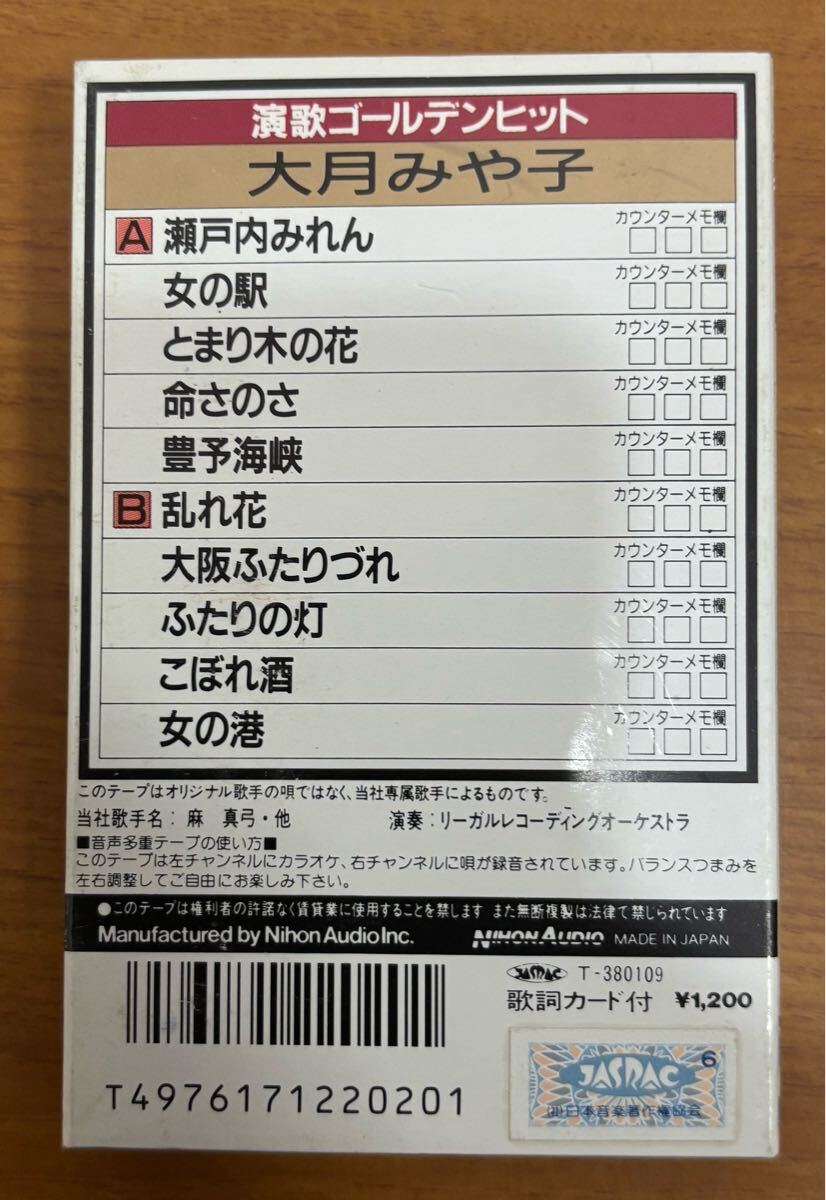 演歌ゴールデンヒット
大月みや子
A 瀬戸内みれん カウンターメモ欄
女の駅 カウンターメモ欄
とまり木の花 カウンターメモ欄
命さのさ カウンターメモ欄
豊予海峡 カウンターメモ欄
B 乱れ花 カウンターメモ欄
大阪ふたりづれ カウンターメモ欄
ふたりの灯 カウンターメモ欄
こぼれ酒 カウンターメモ欄
女の港 カウンターメモ欄
このテープはオリジナル歌手の唄ではなく、当社専属歌手によるものです。
当社歌手名：麻 真弓・他 演奏：リーガルレコーディングオーケストラ
■音声多重テープの使い方■
このテープは左チャンネルにカラオケ、右チャンネルに唄が録音されています。バランスつまみを
左右調整してご自由にお楽しみ下さい。
●このテープは権利者の許諾なく賃貸業に使用することを禁します また無断複製は法律で禁じられています
Manufactured by Nihon Audio Inc. NIHON AUDIO MADE IN JAPAN
JASRAC T-380109
歌詞カード付 ¥1,200
T4976171220201
6
JASRAC
(社)日本音楽著作権協会